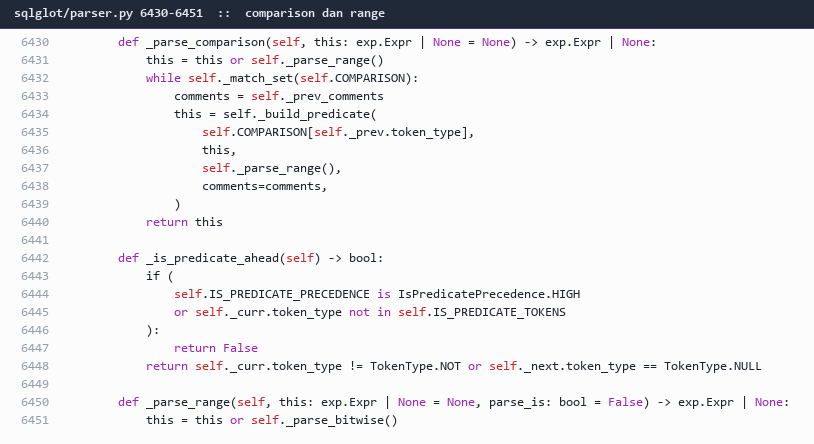 sqlglot/parser.py 6430-6451  ::  comparison dan range
6430        def _parse_comparison(self, this: exp.Expr | None = None) -> exp.Expr | None:
6431            this = this or self._parse_range()
6432            while self._match_set(self.COMPARISON):
6433                comments = self._prev_comments
6434                this = self._build_predicate(
6435                    self.COMPARISON[self._prev.token_type],
6436                    this,
6437                    self._parse_range(),
6438                    comments=comments,
6439                )
6440            return this
6441
6442        def _is_predicate_ahead(self) -> bool:
6443            if (
6444                self.IS_PREDICATE_PRECEDENCE is IsPredicatePrecedence.HIGH
6445                or self._curr.token_type not in self.IS_PREDICATE_TOKENS
6446            ):
6447                return False
6448            return self._curr.token_type != TokenType.NOT or self._next.token_type == TokenType.NULL
6449
6450        def _parse_range(self, this: exp.Expr | None = None, parse_is: bool = False) -> exp.Expr | None:
6451            this = this or self._parse_bitwise()